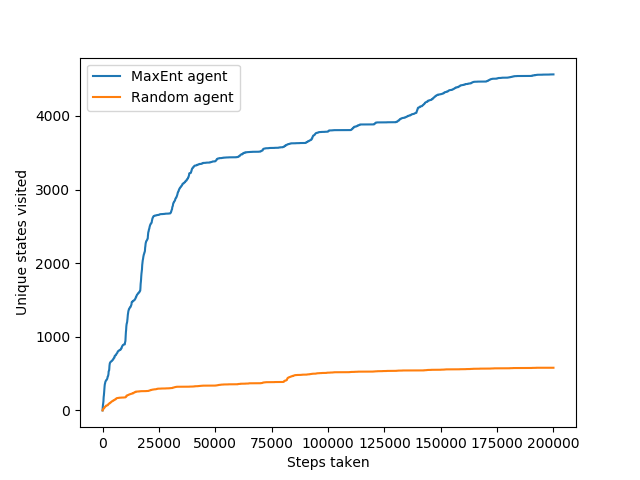 MaxEnt agent
Random agent
Unique states visited
4000
3000
2000
1000
0
0 25000 50000 75000 100000 125000 150000 175000 200000
Steps taken